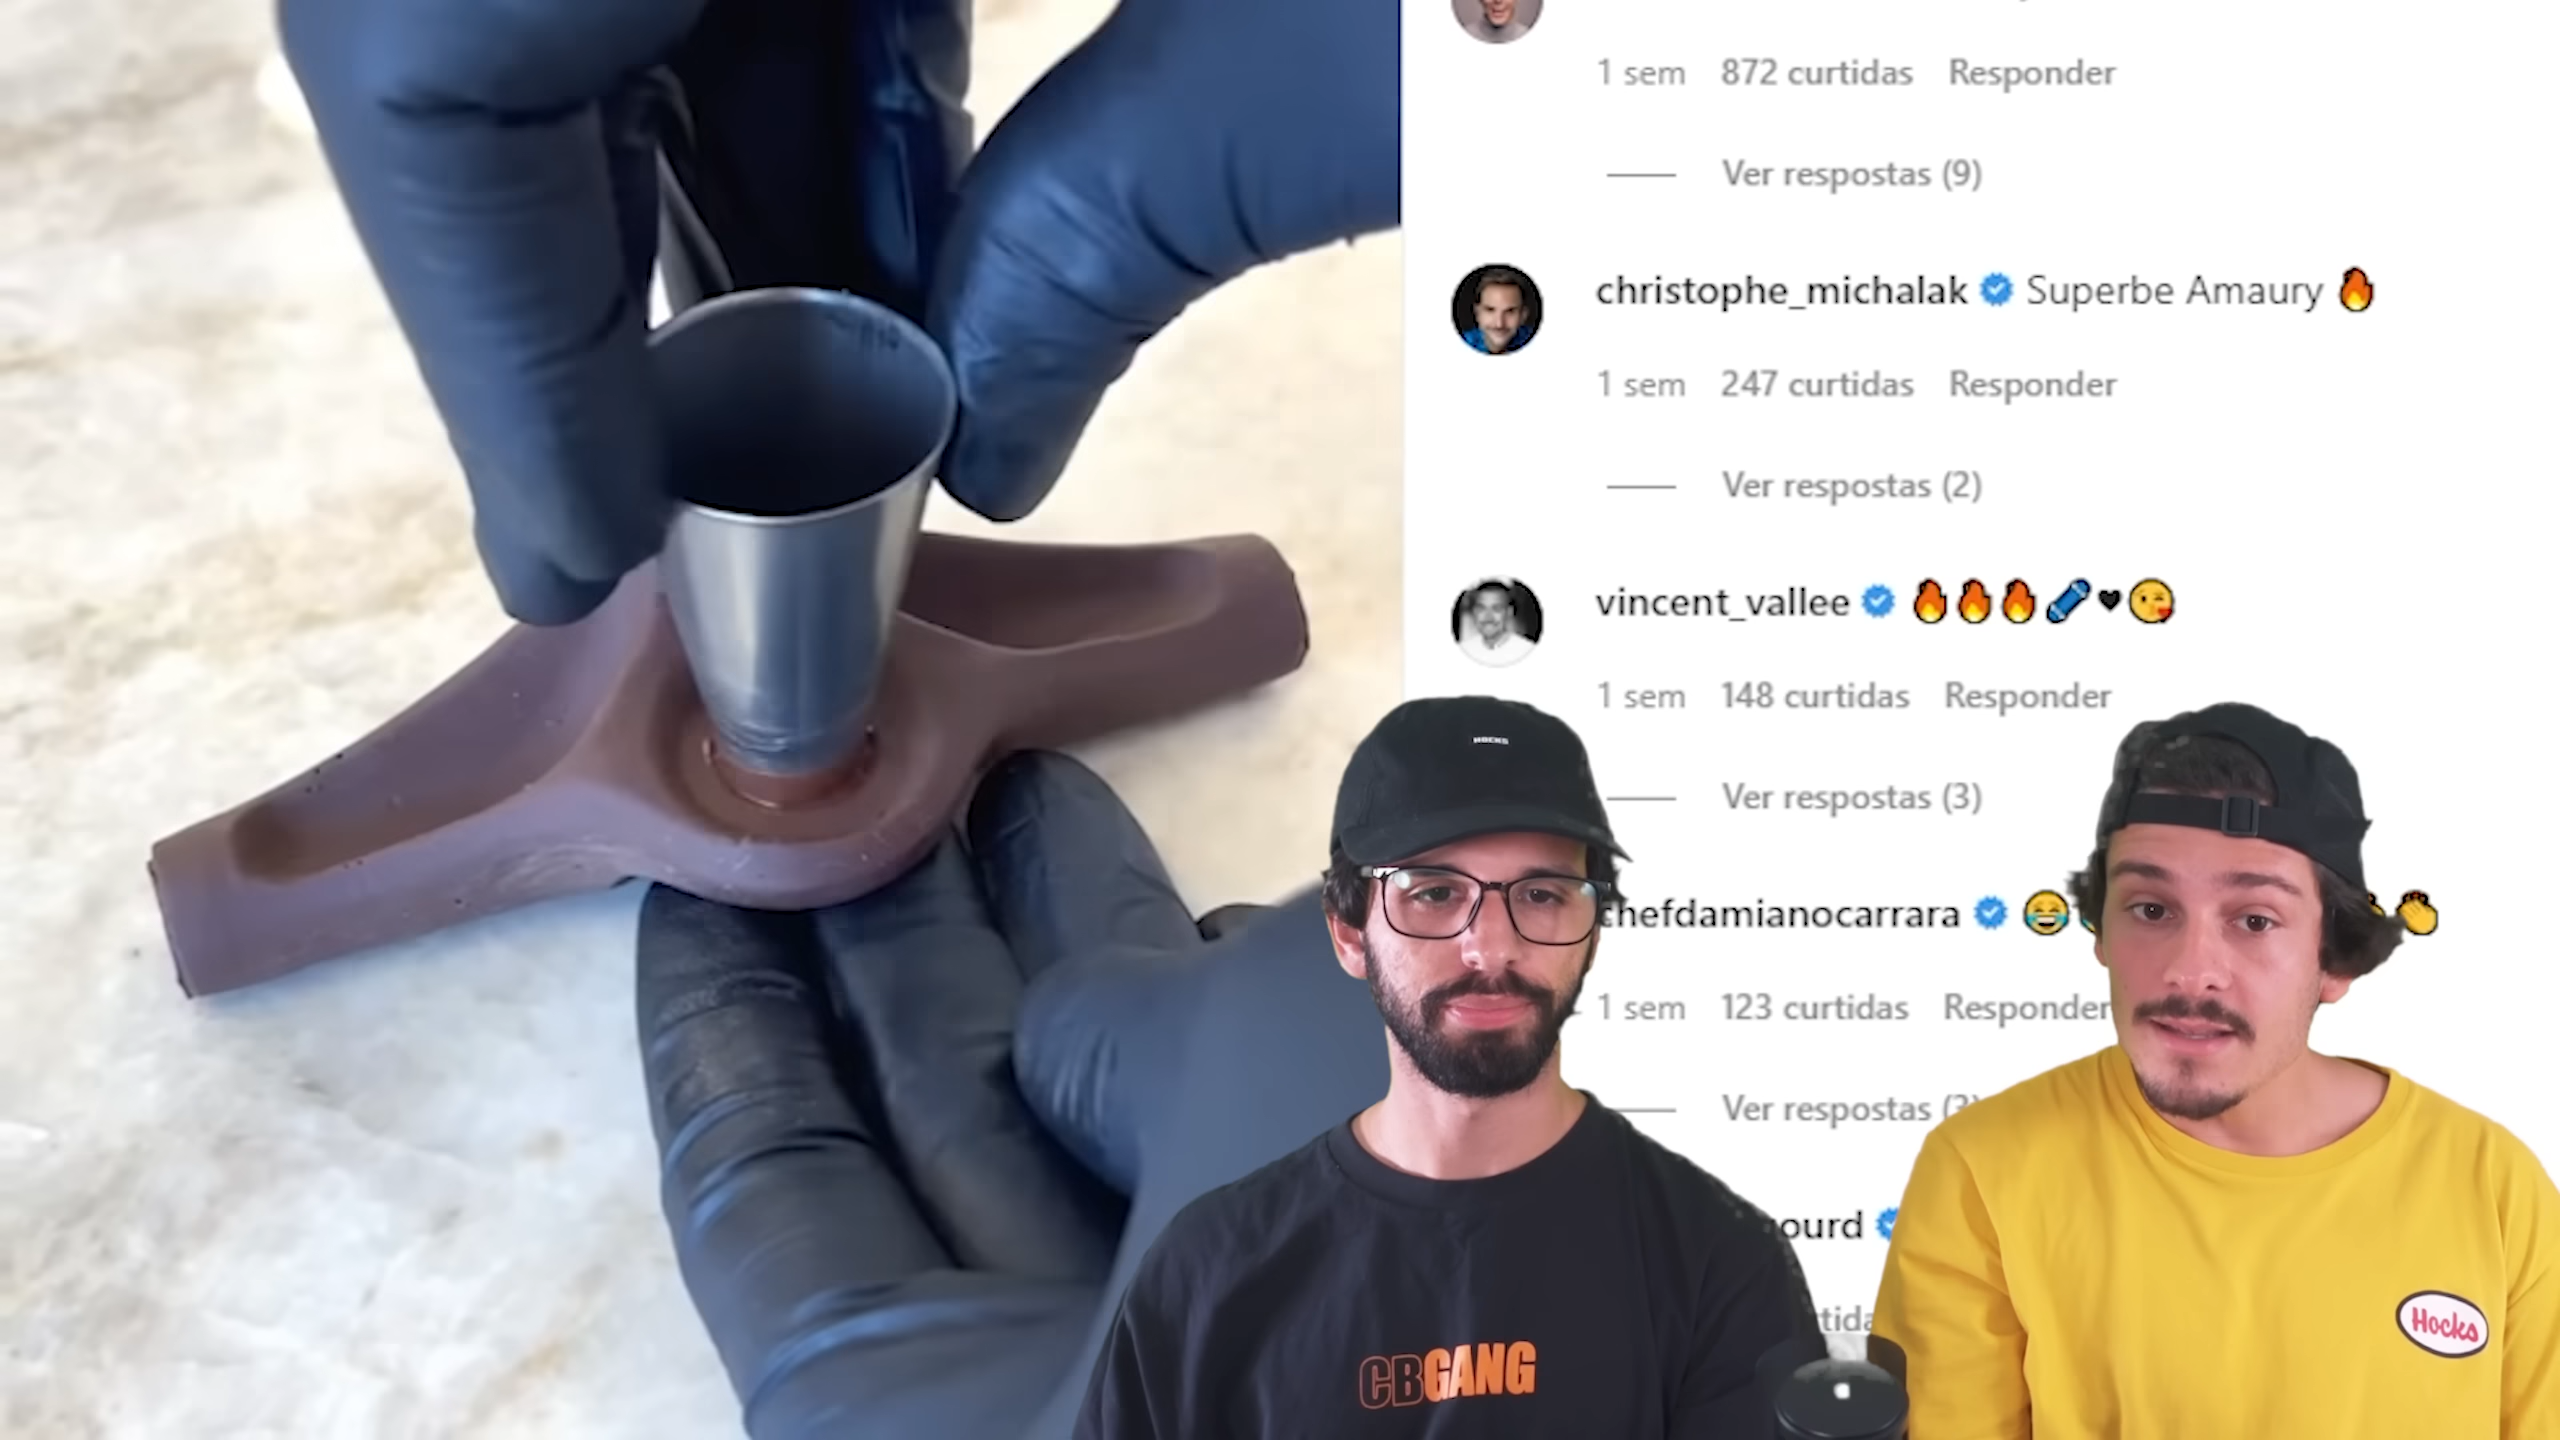 1 sem 872 curtidas Responder
Ver respostas (9)
christophe_michalak Superbe Amaury 🔥
1 sem 247 curtidas Responder
Ver respostas (2)
vincent_vallee 🔥🔥🔥🛹♥😘
1 sem 148 curtidas Responder
Ver respostas (3)
chefdamianocarrara 😂 👏
1 sem 123 curtidas Responder
Ver respostas
ourd
HOCKS
CBGANG
Hocks